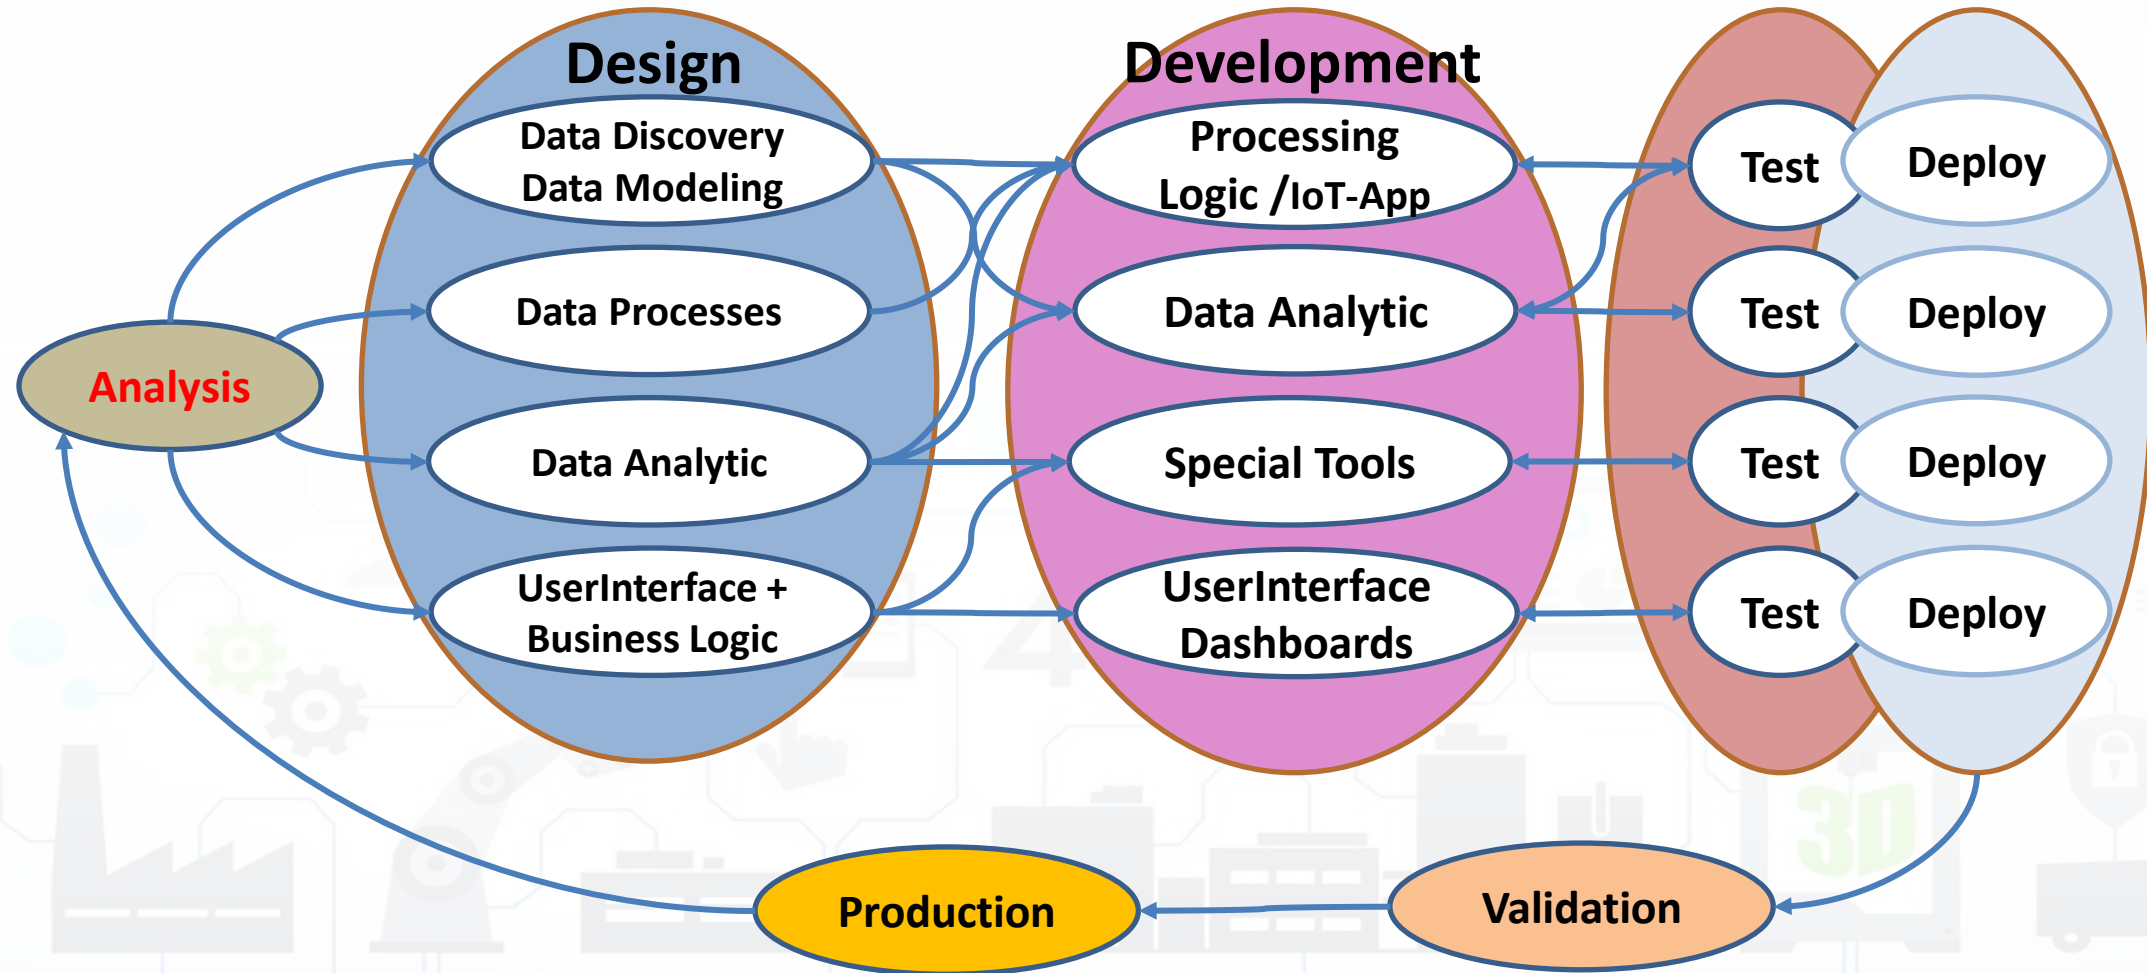 Design
Development
Data Discovery
Data Modeling
Processing
Logic /IoT-App
Test
Deploy
Data Processes
Data Analytic
Test
Deploy
Analysis
Data Analytic
Special Tools
Test
Deploy
UserInterface +
Business Logic
UserInterface
Dashboards
Test
Deploy
3D
Production
Validation